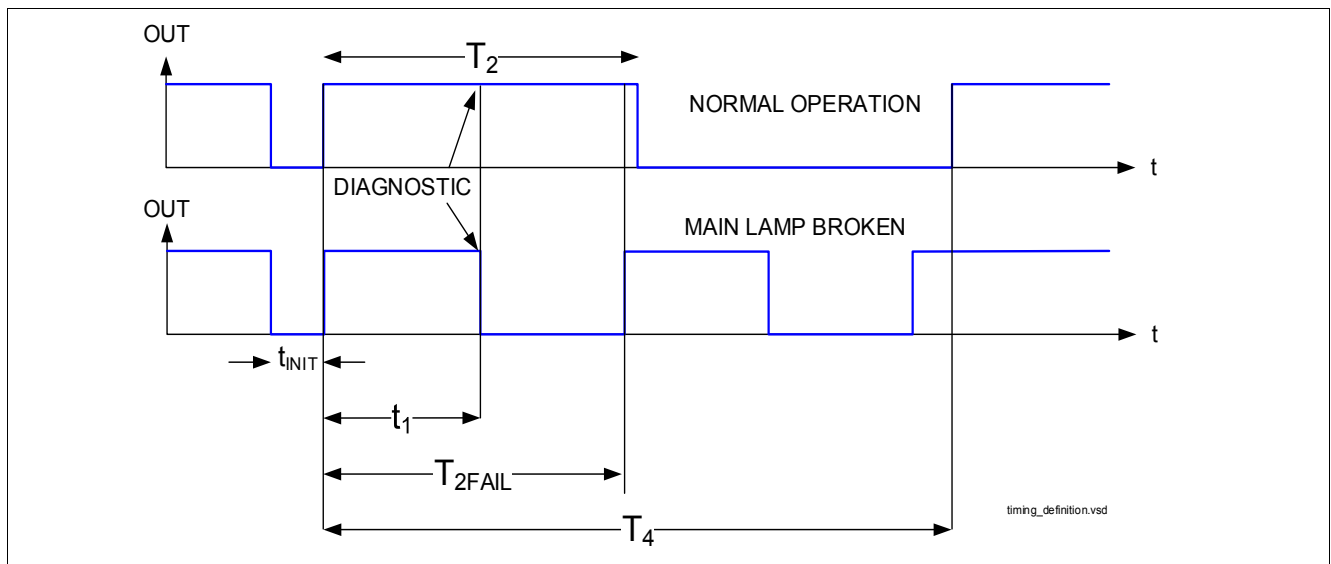 OUT
T2
NORMAL OPERATION
t
DIAGNOSTIC
OUT
MAIN LAMP BROKEN
t
tINIT
t1
T2FAIL
timing_definition.vsd
T4